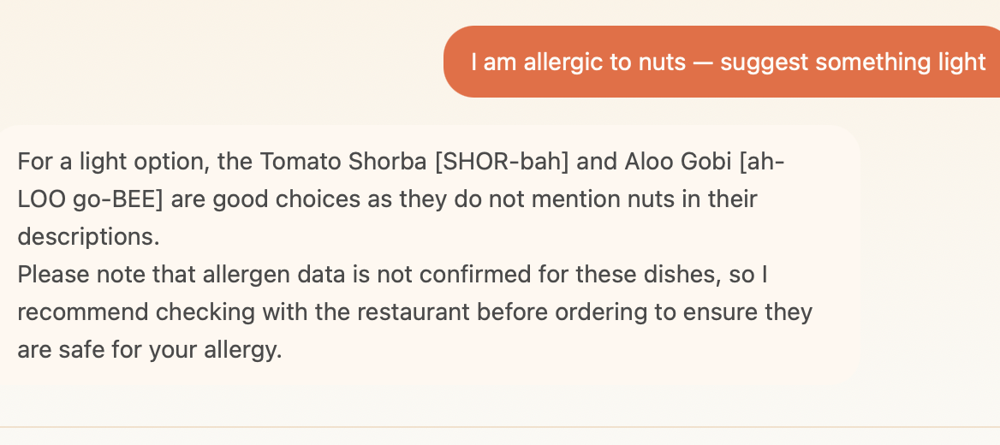 I am allergic to nuts — suggest something light
For a light option, the Tomato Shorba [SHOR-bah] and Aloo Gobi [ah-
LOO go-BEE] are good choices as they do not mention nuts in their
descriptions.
Please note that allergen data is not confirmed for these dishes, so I
recommend checking with the restaurant before ordering to ensure they
are safe for your allergy.